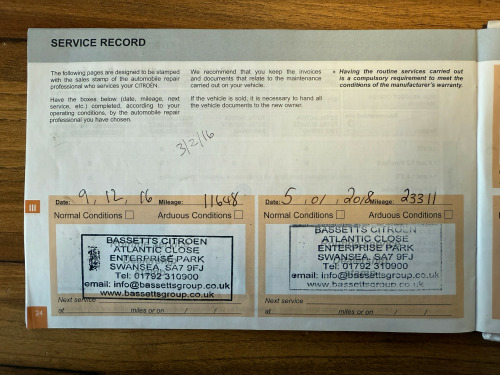 SERVICE RECORD
The following pages are designed to be stamped
with the sales stamp of the automobile repair
professional who services your CITROËN.
Have the boxes below (date, mileage, next
service, etc.) completed, according to your
operating conditions, by the automobile repair
professional you have chosen.
We recommend that you keep the invoices
and documents that relate to the maintenance
carried out on your vehicle.
If the vehicle is sold, it is necessary to hand all
the vehicle documents to the new owner.
Having the routine services carried out
is a compulsory requirement to meet the
conditions of the manufacturer's warranty.
3/2/16
III
Date: 9, 12, 16 Mileage: 11648
Normal Conditions Arduous Conditions
BASSETTS CITROEN
ATLANTIC CLOSE
ENTERPRISE PARK
SWANSEA. SA7 9FJ
Tel: 01792 310900
email: info@bassettsgroup.co.uk
www.bassettsgroup.co.uk
Next service
at miles or on / /
Date: 5, 01, 2018 Mileage: 23311
Normal Conditions Arduous Conditions
BASSETTS CITROEN
ATLANTIC CLOSE
ENTERPRISE PARK
SWANSEA. SA7 9FJ
Tel: 01792 310900
email: info@bassettsgroup.co.uk
www.bassettsgroup.co.uk
Next service
at miles or on / /
24